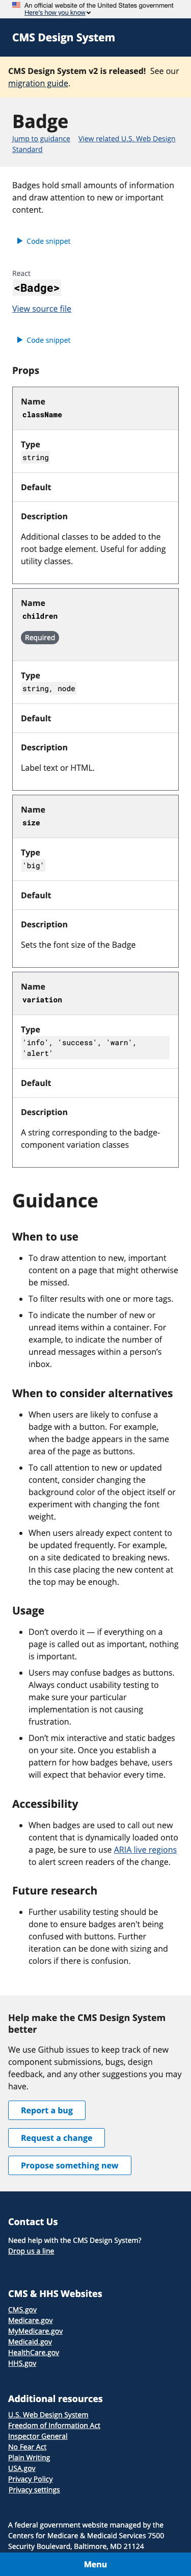 An official website of the United States government
Here's how you know
CMS Design System
CMS Design System v2 is released! See our
migration guide.
Badge
Jump to guidance View related U.S. Web Design
Standard
Badges hold small amounts of information
and draw attention to new or important
content.
Code snippet
React
<Badge>
View source file
Code snippet
Props
Name
className
Type
string
Default
Description
Additional classes to be added to the
root badge element. Useful for adding
utility classes.
Name
children
Required
Type
string, node
Default
Description
Label text or HTML.
Name
size
Type
'big'
Default
Description
Sets the font size of the Badge
Name
variation
Type
'info', 'success', 'warn',
'alert'
Default
Description
A string corresponding to the badge-
component variation classes
Guidance
When to use
• To draw attention to new, important
content on a page that might otherwise
be missed.
• To filter results with one or more tags.
• To indicate the number of new or
unread items within a container. For
example, to indicate the number of
unread messages within a person's
inbox.
When to consider alternatives
• When users are likely to confuse a
badge with a button. For example,
when the badge appears in the same
area of the page as buttons.
• To call attention to new or updated
content, consider changing the
background color of the object itself or
experiment with changing the font
weight.
• When users already expect content to
be updated frequently. For example,
on a site dedicated to breaking news.
In this case placing the new content at
the top may be enough.
Usage
• Don't overdo it — if everything on a
page is called out as important, nothing
is important.
• Users may confuse badges as buttons.
Always conduct usability testing to
make sure your particular
implementation is not causing
frustration.
• Don't mix interactive and static badges
on your site. Once you establish a
pattern for how badges behave, users
will expect that behavior every time.
Accessibility
• When badges are used to call out new
content that is dynamically loaded onto
a page, be sure to use ARIA live regions
to alert screen readers of the change.
Future research
• Further usability testing should be
done to ensure badges aren't being
confused with buttons. Further
iteration can be done with sizing and
colors if there is confusion.
Help make the CMS Design System
better
We use Github issues to keep track of new
component submissions, bugs, design
feedback, and any other suggestions you may
have.
Report a bug
Request a change
Propose something new
Contact Us
Need help with the CMS Design System?
Drop us a line
CMS & HHS Websites
CMS.gov
Medicare.gov
MyMedicare.gov
Medicaid.gov
HealthCare.gov
HHS.gov
Additional resources
U.S. Web Design System
Freedom of Information Act
Inspector General
No Fear Act
Plain Writing
USA.gov
Privacy Policy
Privacy settings
A federal government website managed by the
Centers for Medicare & Medicaid Services 7500
Security Boulevard, Baltimore, MD 21124
Menu